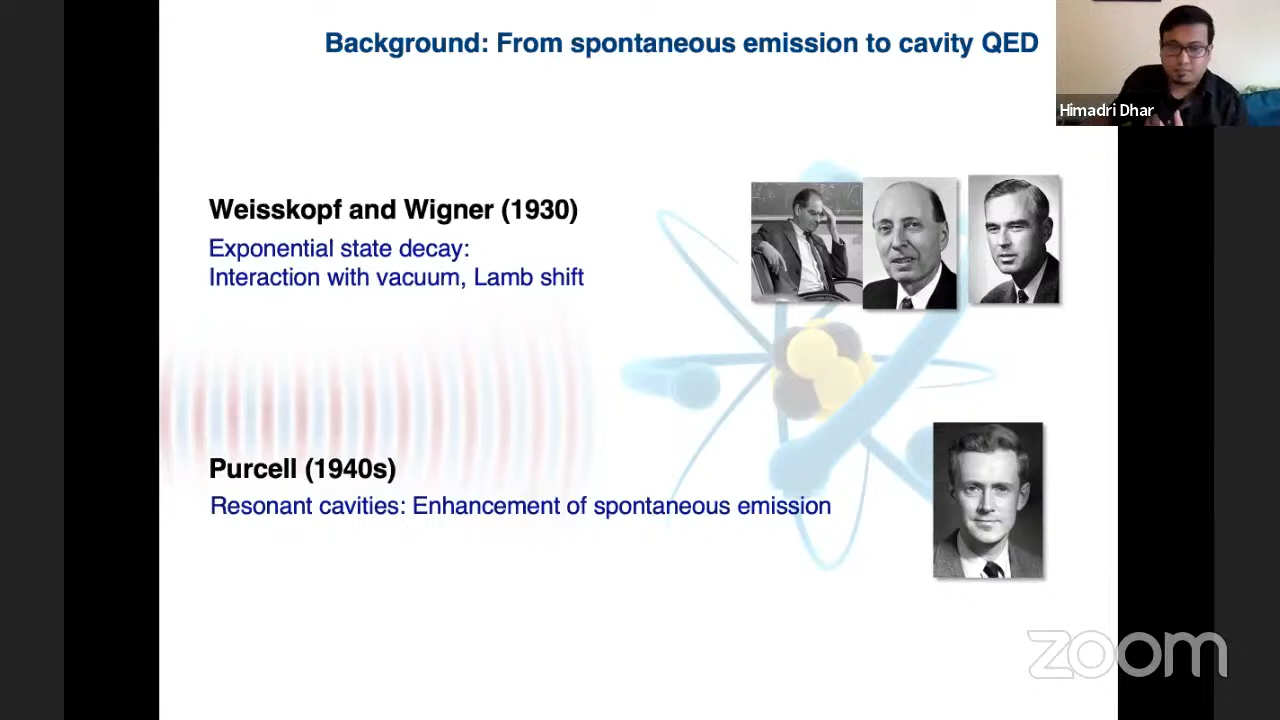 Background: From spontaneous emission to cavity QED
Himadri Dhar
Weisskopf and Wigner (1930)
Exponential state decay:
Interaction with vacuum, Lamb shift
Purcell (1940s)
Resonant cavities: Enhancement of spontaneous emission
zoom